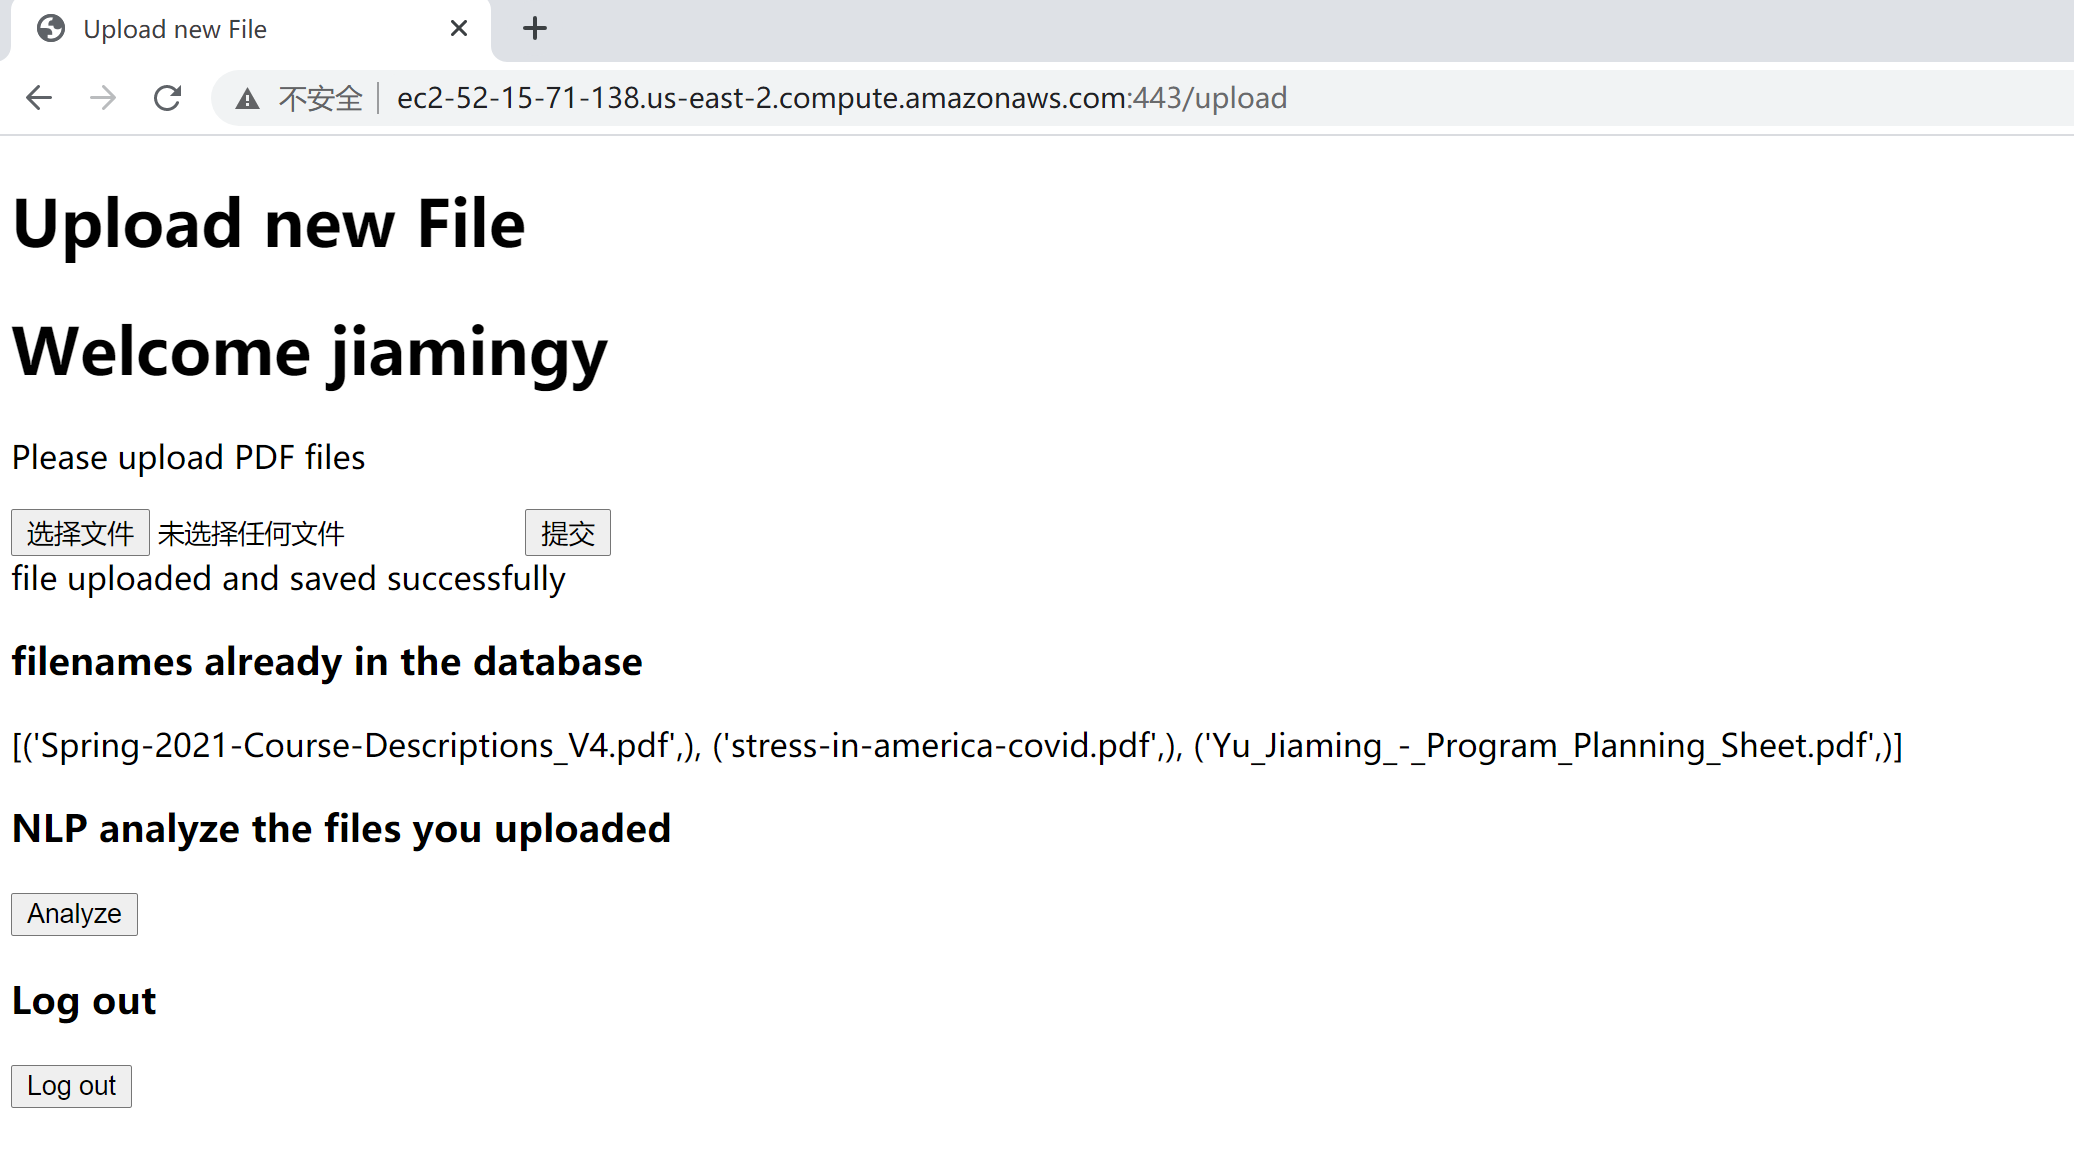 Upload new File
不安全 ec2-52-15-71-138.us-east-2.compute.amazonaws.com:443/upload
Upload new File
Welcome jiamingy
Please upload PDF files
选择文件 未选择任何文件 提交
file uploaded and saved successfully
filenames already in the database
[('Spring-2021-Course-Descriptions_V4.pdf',), ('stress-in-america-covid.pdf',), ('Yu_Jiaming_-_Program_Planning_Sheet.pdf',)]
NLP analyze the files you uploaded
Analyze
Log out
Log out